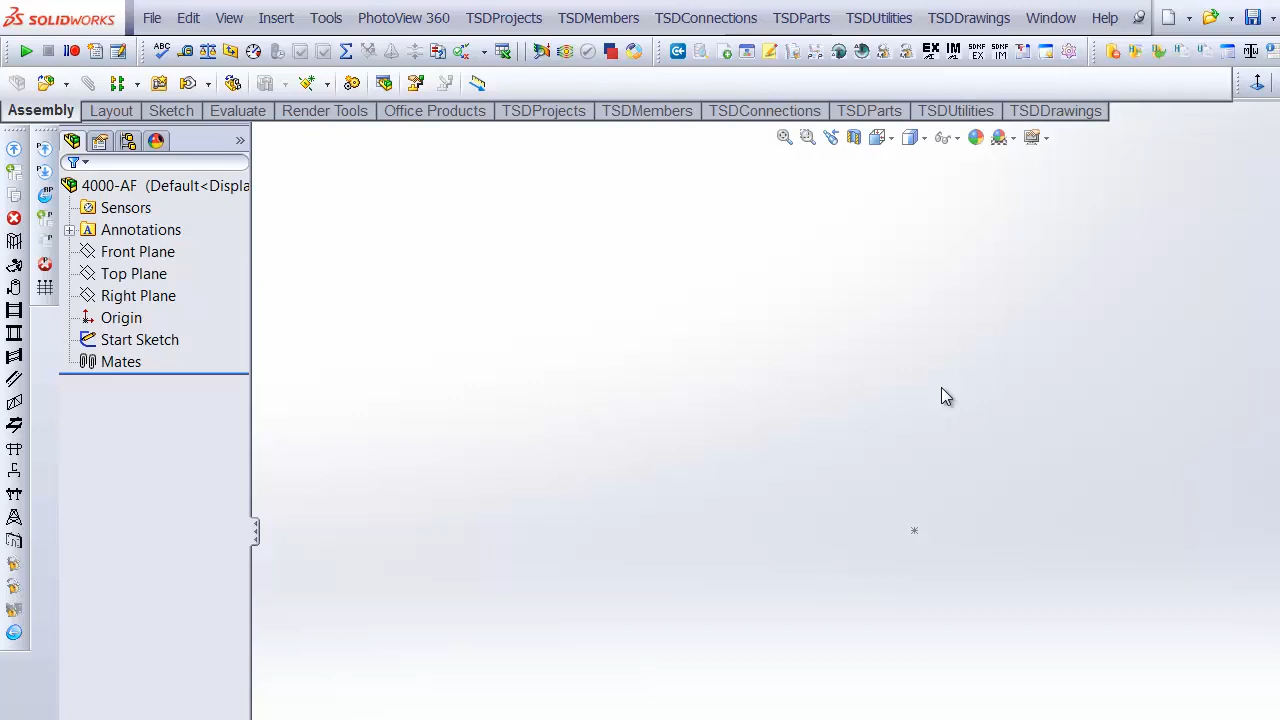 SOLIDWORKS File Edit View Insert Tools PhotoView 360 TSDProjects TSDMembers TSDConnections TSDParts TSDUtilities TSDDrawings Window Help
Assembly Layout Sketch Evaluate Render Tools Office Products TSDProjects TSDMembers TSDConnections TSDParts TSDUtilities TSDDrawings
4000-AF (Default<Displa
Sensors
Annotations
Front Plane
Top Plane
Right Plane
Origin
Start Sketch
Mates